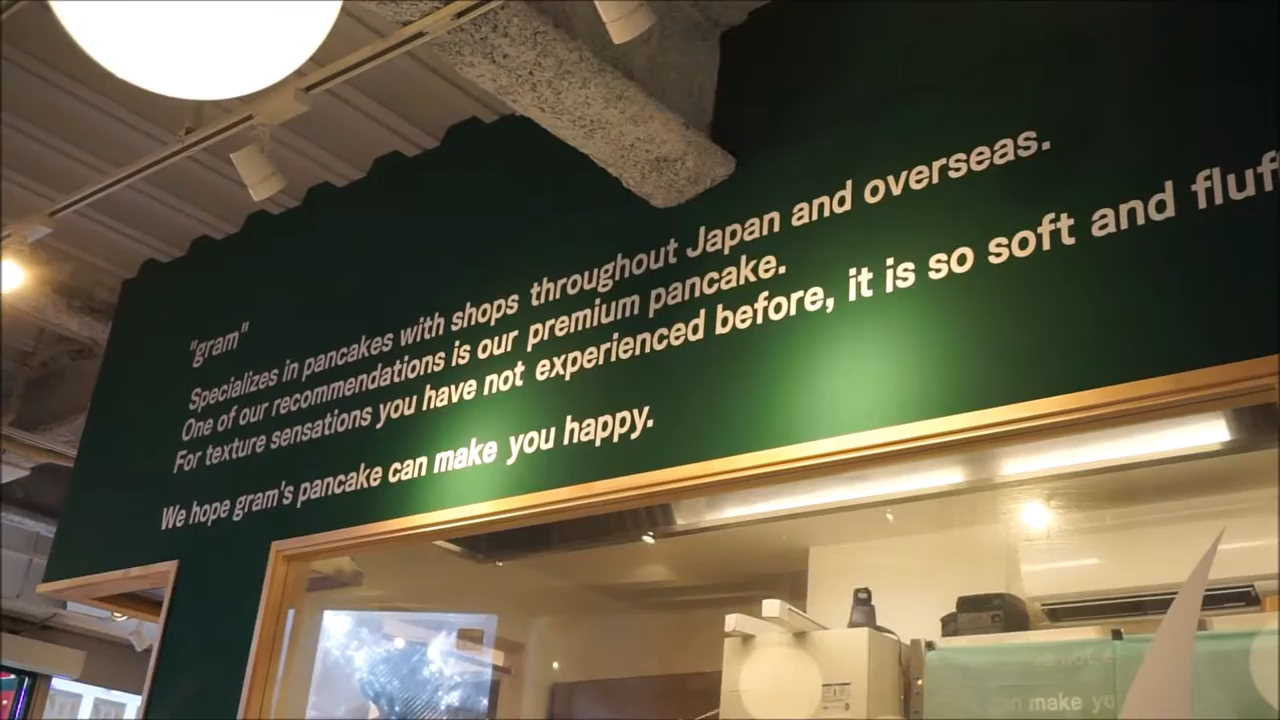 "gram"
Specializes in pancakes with shops throughout Japan and overseas.
One of our recommendations is our premium pancake.
For texture sensations you have not experienced before, it is so soft and
We hope gram's pancake can make you happy.
can make